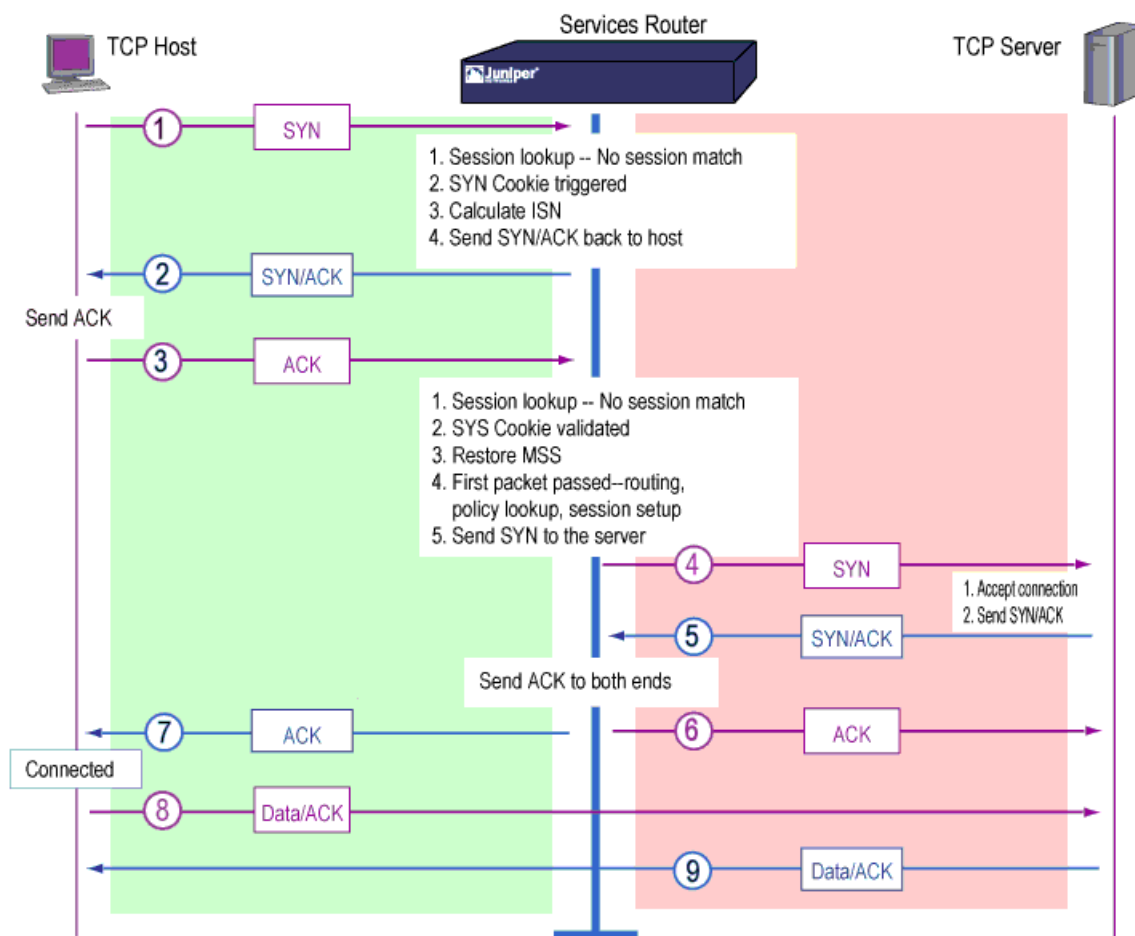 Services Router
TCP Host
TCP Server
Juniper
NETWORKS
1
SYN
1. Session lookup -- No session match
2. SYN Cookie triggered
3. Calculate ISN
4. Send SYN/ACK back to host
2
SYN/ACK
Send ACK
3
ACK
1. Session lookup -- No session match
2. SYS Cookie validated
3. Restore MSS
4. First packet passed--routing,
policy lookup, session setup
5. Send SYN to the server
4
SYN
1. Accept connection
2. Send SYN/ACK
5
SYN/ACK
Send ACK to both ends
7
ACK
6
ACK
Connected
8
Data/ACK
9
Data/ACK